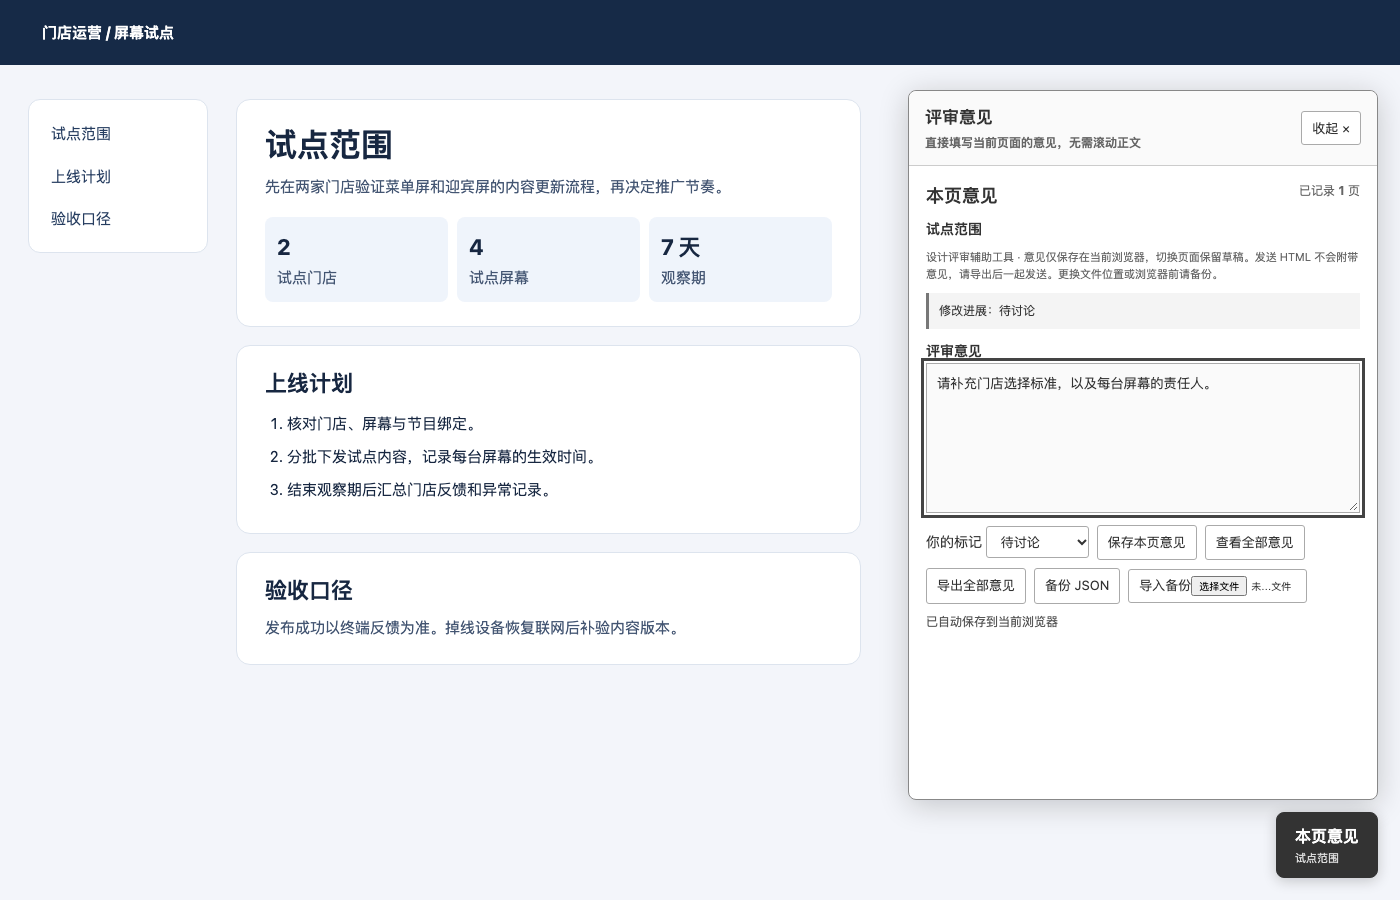 门店运营 / 屏幕试点
试点范围
上线计划
验收口径
试点范围
先在两家门店验证菜单屏和迎宾屏的内容更新流程，再决定推广节奏。
2
试点门店
4
试点屏幕
7 天
观察期
上线计划
1. 核对门店、屏幕与节目绑定。
2. 分批下发试点内容，记录每台屏幕的生效时间。
3. 结束观察期后汇总门店反馈和异常记录。
验收口径
发布成功以终端反馈为准。掉线设备恢复联网后补验内容版本。
评审意见
直接填写当前页面的意见，无需滚动正文
收起 ×
本页意见
已记录 1 页
试点范围
设计评审辅助工具 · 意见仅保存在当前浏览器，切换页面保留草稿。发送 HTML 不会附带
意见，请导出后一起发送。更换文件位置或浏览器前请备份。
修改进展：待讨论
评审意见
请补充门店选择标准，以及每台屏幕的责任人。
你的标记 待讨论 保存本页意见 查看全部意见
导出全部意见 备份 JSON 导入备份 选择文件 未...文件
已自动保存到当前浏览器
本页意见
试点范围